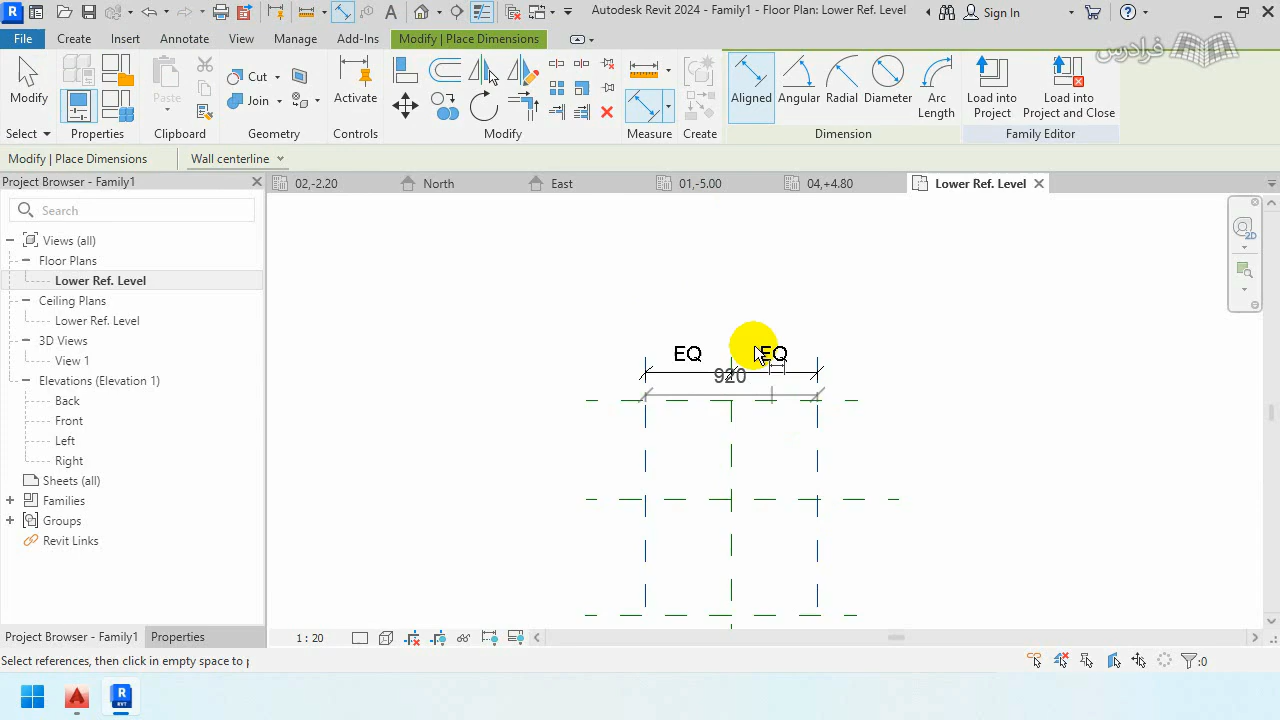 Autodesk Revit 2024 - Family1 - Floor Plan: Lower Ref. Level
Sign In
File Create Insert Annotate View Manage Add-Ins Modify | Place Dimensions
فرادرس
Modify Paste Cut Join Activate Aligned Angular Radial Diameter Arc Length Load into Project Load into Project and Close
Select Properties Clipboard Geometry Controls Modify Measure Create Dimension Family Editor
Modify | Place Dimensions Wall centerline
Project Browser - Family1
02,-2.20 North East 01,-5.00 04,+4.80 Lower Ref. Level
Search
2D
Views (all)
Floor Plans
Lower Ref. Level
Ceiling Plans
Lower Ref. Level
3D Views
View 1
Elevations (Elevation 1)
Back
Front
Left
Right
Sheets (all)
Families
Groups
Revit Links
EQ EQ
920
Project Browser - Family1 Properties
1 : 20
Select references, then click in empty space to p
:0